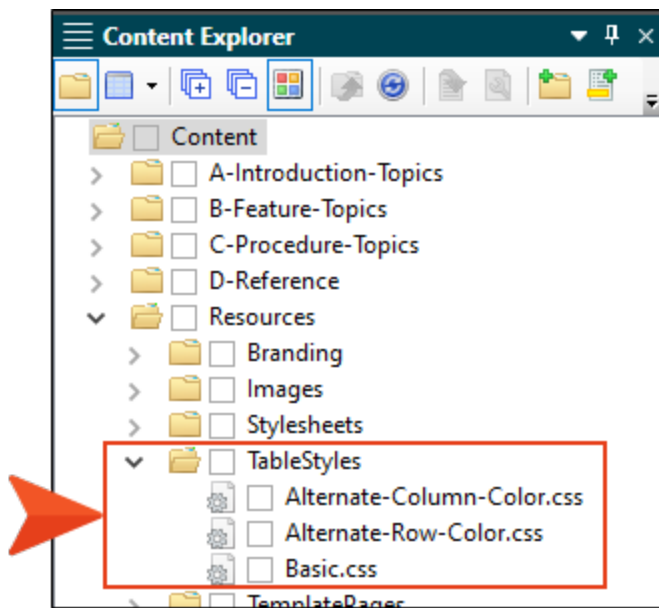 Content Explorer
Content
A-Introduction-Topics
B-Feature-Topics
C-Procedure-Topics
D-Reference
Resources
Branding
Images
Stylesheets
TableStyles
Alternate-Column-Color.css
Alternate-Row-Color.css
Basic.css
TemplatePages